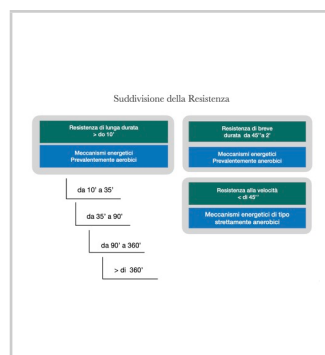 Suddivisione della Resistenza
Resistenza di lunga durata
> do 10'
Meccanismi energetici
Prevalentemente aerobici
da 10' a 35'
da 35' a 90'
da 90' a 360'
> di 360'
Resistenza di breve
durata da 45"a 2'
Meccanismi energetici
Prevalentemente anerobici
Resistenza alla velocità
< di 45"'
Meccanismi energetici di tipo
strettamente anerobici